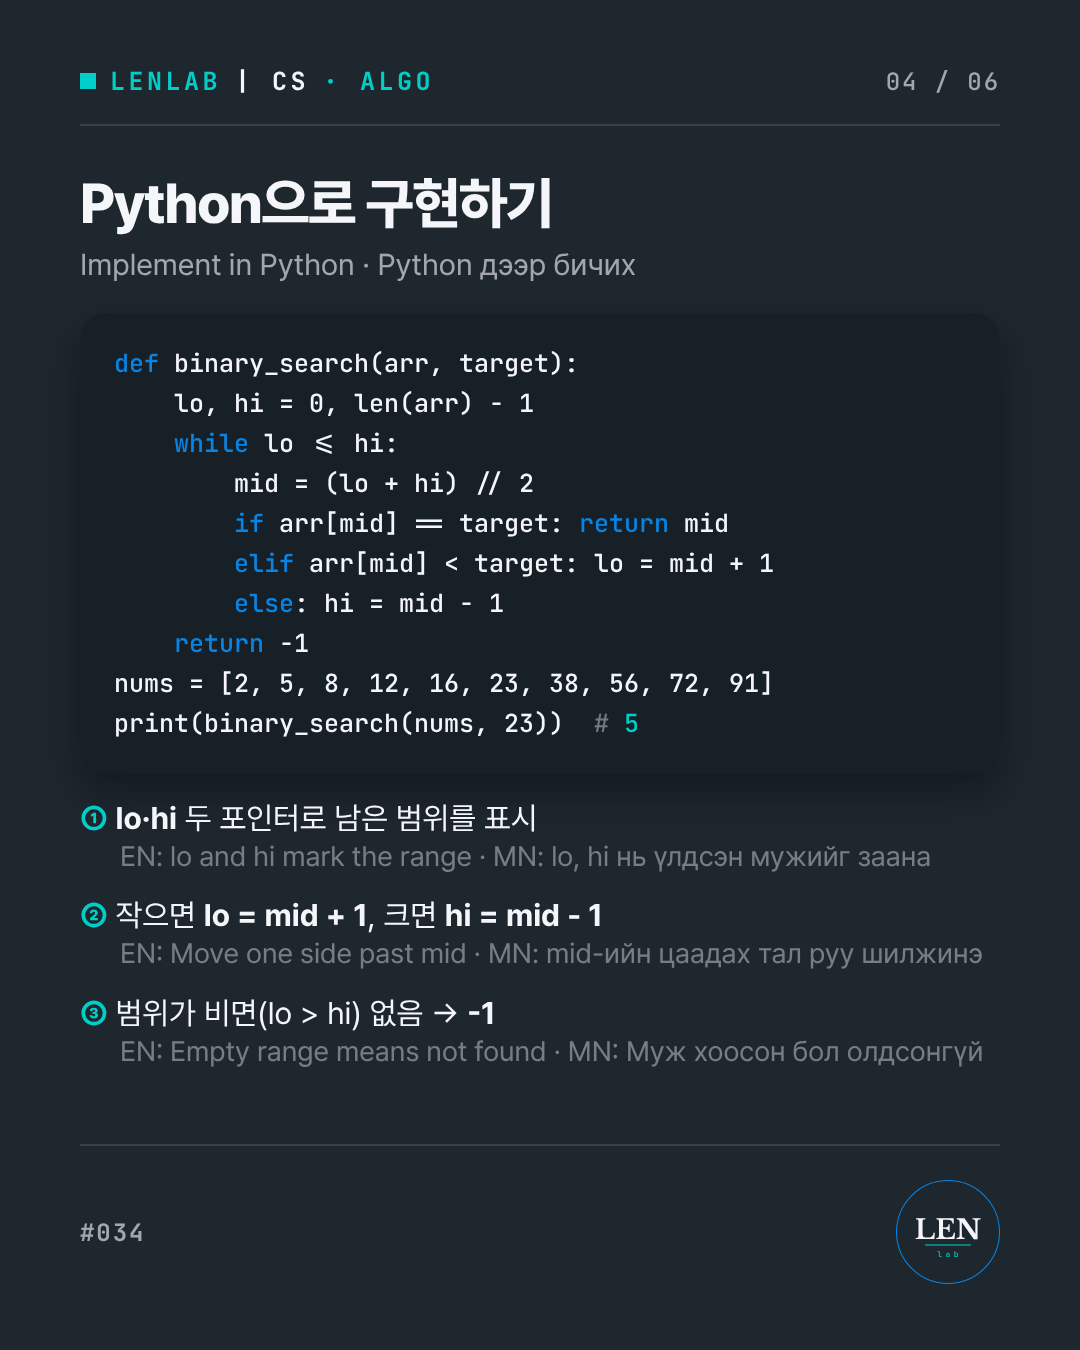 LENLAB | CS · ALGO
04 / 06
Python으로 구현하기
Implement in Python · Python дээр бичих
def binary_search(arr, target):
    lo, hi = 0, len(arr) - 1
    while lo <= hi:
        mid = (lo + hi) // 2
        if arr[mid] == target: return mid
        elif arr[mid] < target: lo = mid + 1
        else: hi = mid - 1
    return -1
nums = [2, 5, 8, 12, 16, 23, 38, 56, 72, 91]
print(binary_search(nums, 23))  # 5
① lo·hi 두 포인터로 남은 범위를 표시
EN: lo and hi mark the range · MN: lo, hi нь үлдсэн мужийг заана
② 작으면 lo = mid + 1, 크면 hi = mid - 1
EN: Move one side past mid · MN: mid-ийн цаадах тал руу шилжинэ
③ 범위가 비면(lo > hi) 없음 → -1
EN: Empty range means not found · MN: Муж хоосон бол олдсонгүй
#034
LEN
lab